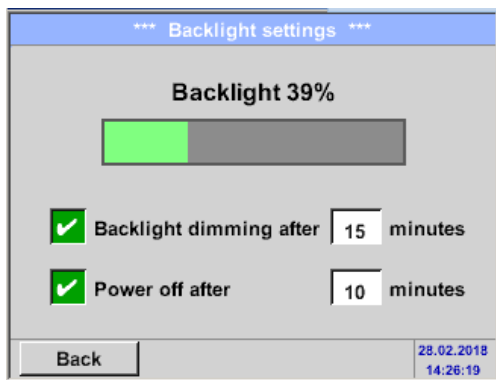 *** Backlight settings ***
Backlight 39%
Backlight dimming after 15 minutes
Power off after 10 minutes
Back
28.02.2018
14:26:19